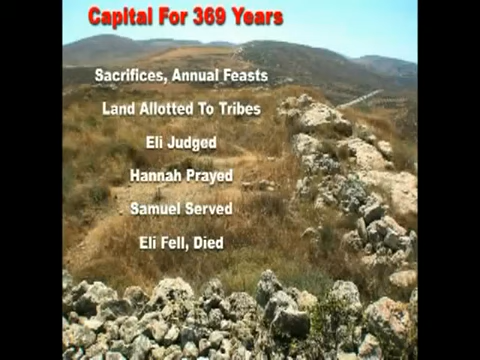 Capital For 369 Years
Sacrifices, Annual Feasts
Land Allotted To Tribes
Eli Judged
Hannah Prayed
Samuel Served
Eli Fell, Died